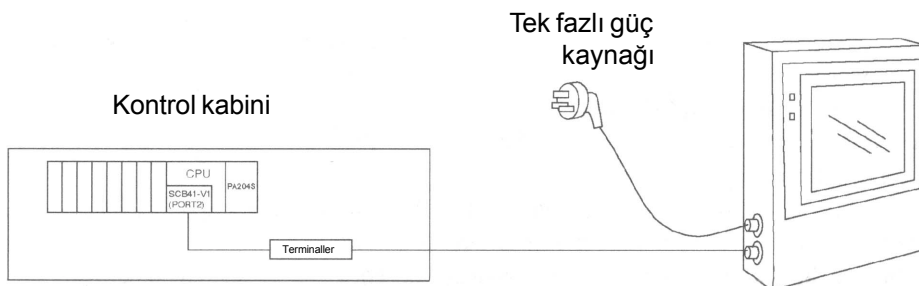 Tek fazlı güç
kaynağı
Kontrol kabini
CPU
PA204S
SCB41-V1
(PORT2)
Terminaller